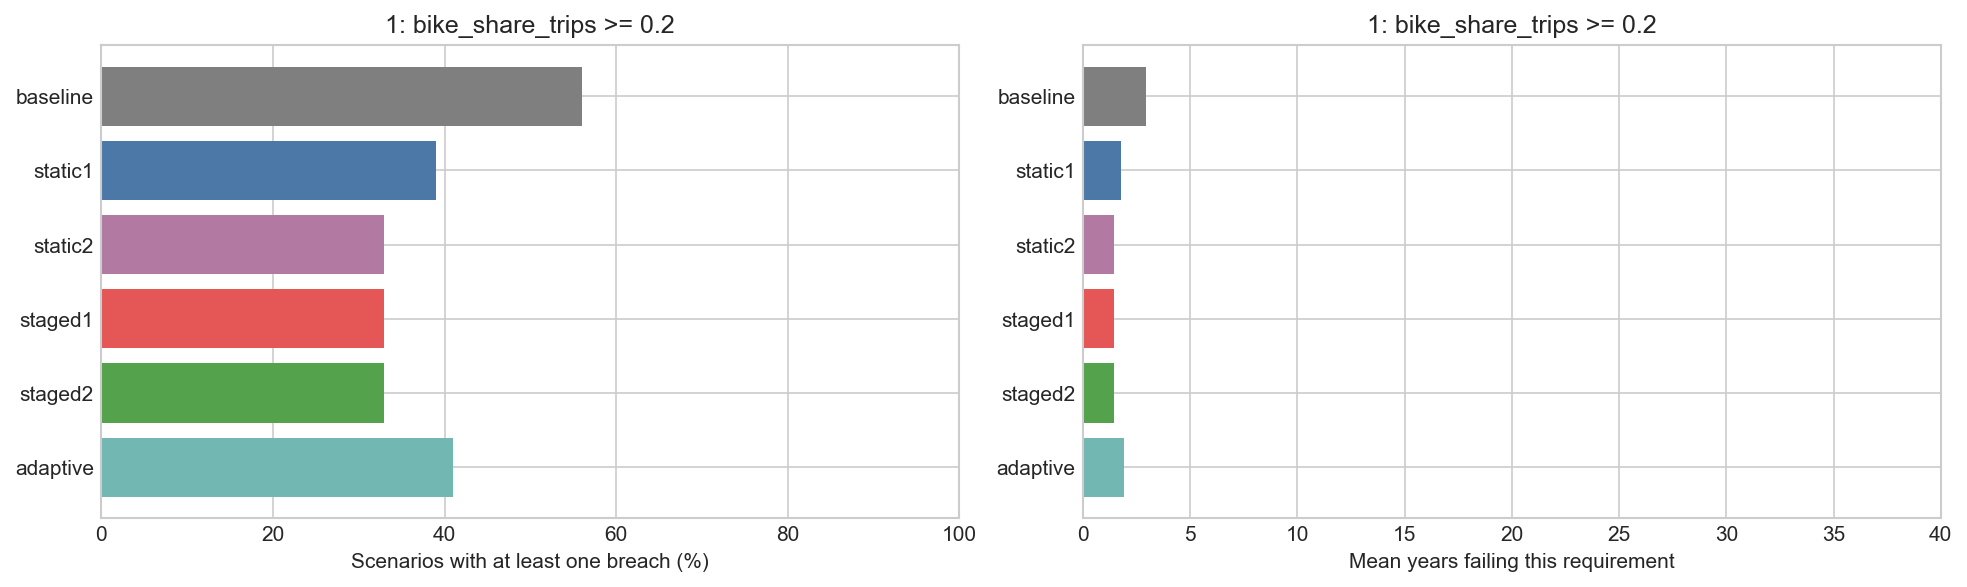 1: bike_share_trips >= 0.2
baseline
static1
static2
staged1
staged2
adaptive
0 20 40 60 80 100
Scenarios with at least one breach (%)
1: bike_share_trips >= 0.2
baseline
static1
static2
staged1
staged2
adaptive
0 5 10 15 20 25 30 35 40
Mean years failing this requirement